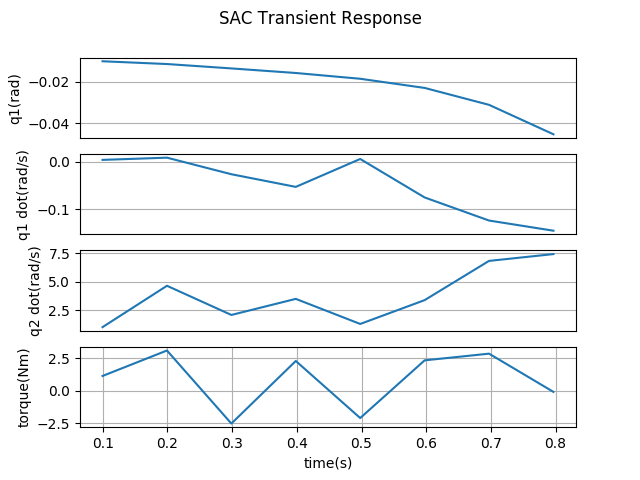 SAC Transient Response
q1(rad)
−0.02
−0.04
q1 dot(rad/s)
0.0
−0.1
q2 dot(rad/s)
7.5
5.0
2.5
torque(Nm)
2.5
0.0
−2.5
0.1 0.2 0.3 0.4 0.5 0.6 0.7 0.8
time(s)